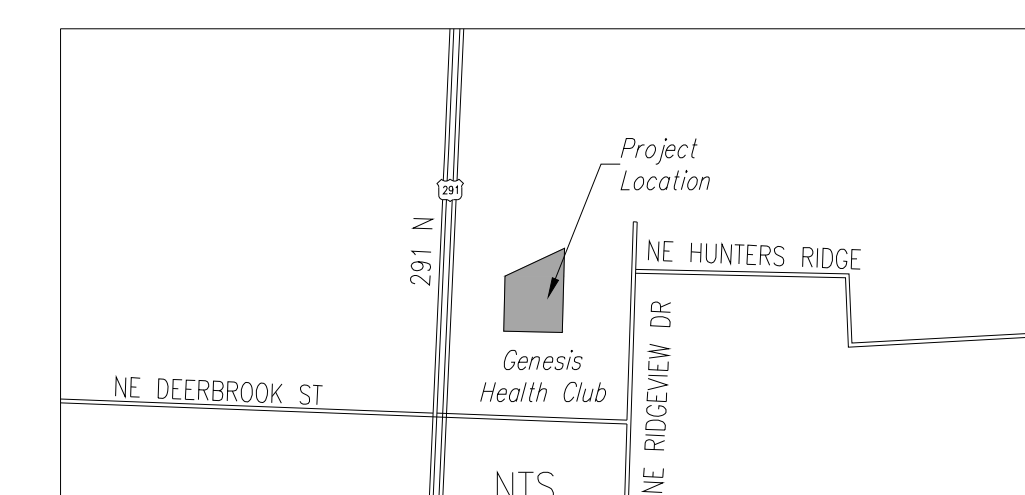 Project
Location
291
291 N
NE HUNTERS RIDGE
NE RIDGEVIEW DR
Genesis
Health Club
NE DEERBROOK ST
NTS